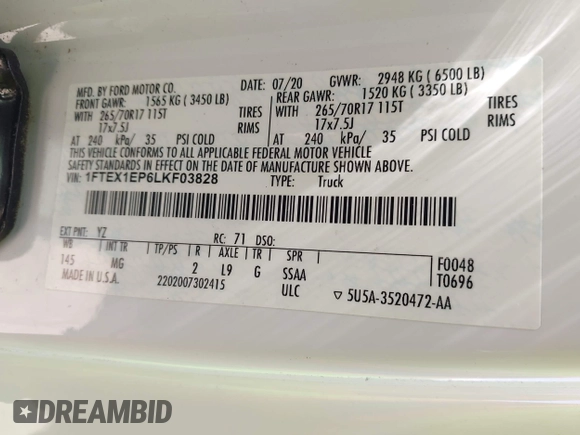 MFD. BY FORD MOTOR CO.
DATE: 07/20 GVWR: 2948 KG ( 6500 LB)
FRONT GAWR: 1565 KG ( 3450 LB) REAR GAWR: 1520 KG ( 3350 LB)
WITH 265/70R17 115T TIRES WITH 265/70R17 115T TIRES
17x7.5J RIMS 17x7.5J RIMS
AT 240 kPa/ 35 PSI COLD AT 240 kPa/ 35 PSI COLD
THIS VEHICLE CONFORMS TO ALL APPLICABLE FEDERAL MOTOR VEHICLE
SAFETY STANDARDS IN EFFECT ON THE DATE OF MANUFACTURE SHOWN ABOVE.
VIN: 1FTEX1EP6LKF03828 TYPE: Truck
EXT PNT: YZ RC: 71 DSO:
WB INT TR TP/PS R AXLE TR SPR F0048
145 MG 2 L9 G SSAA T0696
MADE IN U.S.A. 2202007302415 ULC ▽ 5U5A-3520472-AA
DREAMBID